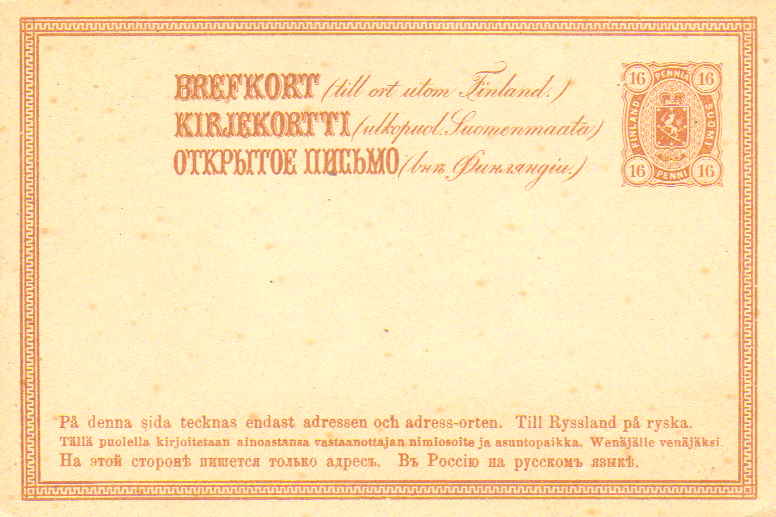 BREFKORT (till ort utom Finland.)
KIRJEKORTTI (ulkopuol. Suomenmaata)
ОТКРЫТОЕ ПИСЬМО (внѣ Финляндіи.)
16 PENNIÄ 16
FINLAND SUOMI
16 PENNI 16
På denna sida tecknas endast adressen och adress-orten. Till Ryssland på ryska.
Tällä puolella kirjoitetaan ainoastansa vastaanottajan nimiosoite ja asuntopaikka. Wenäjälle venäjäksi.
На этой сторонѣ пишется только адресъ. Въ Россію на русскомъ языкѣ.